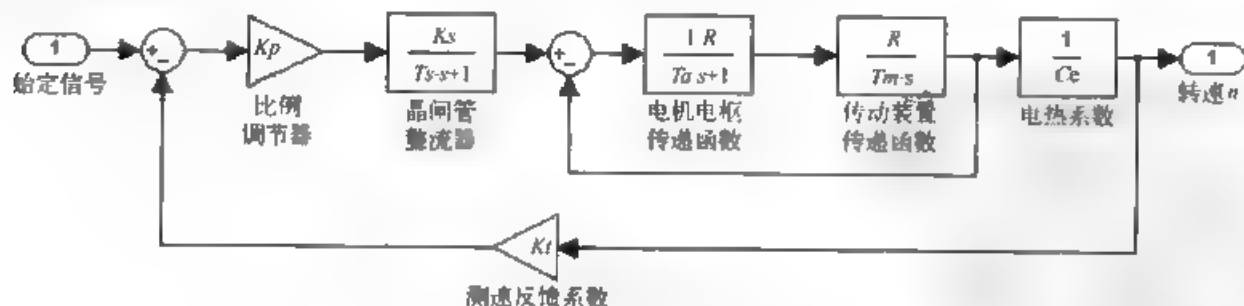 1
给定信号
+
-
Kp
比例
调节器
Ks
Ts·s+1
晶闸管
整流器
+
-
1 R
Ta s+1
电机电枢
传递函数
R
Tm·s
传动装置
传递函数
1
Ce
电热系数
1
转速n
Kt
测速反馈系数